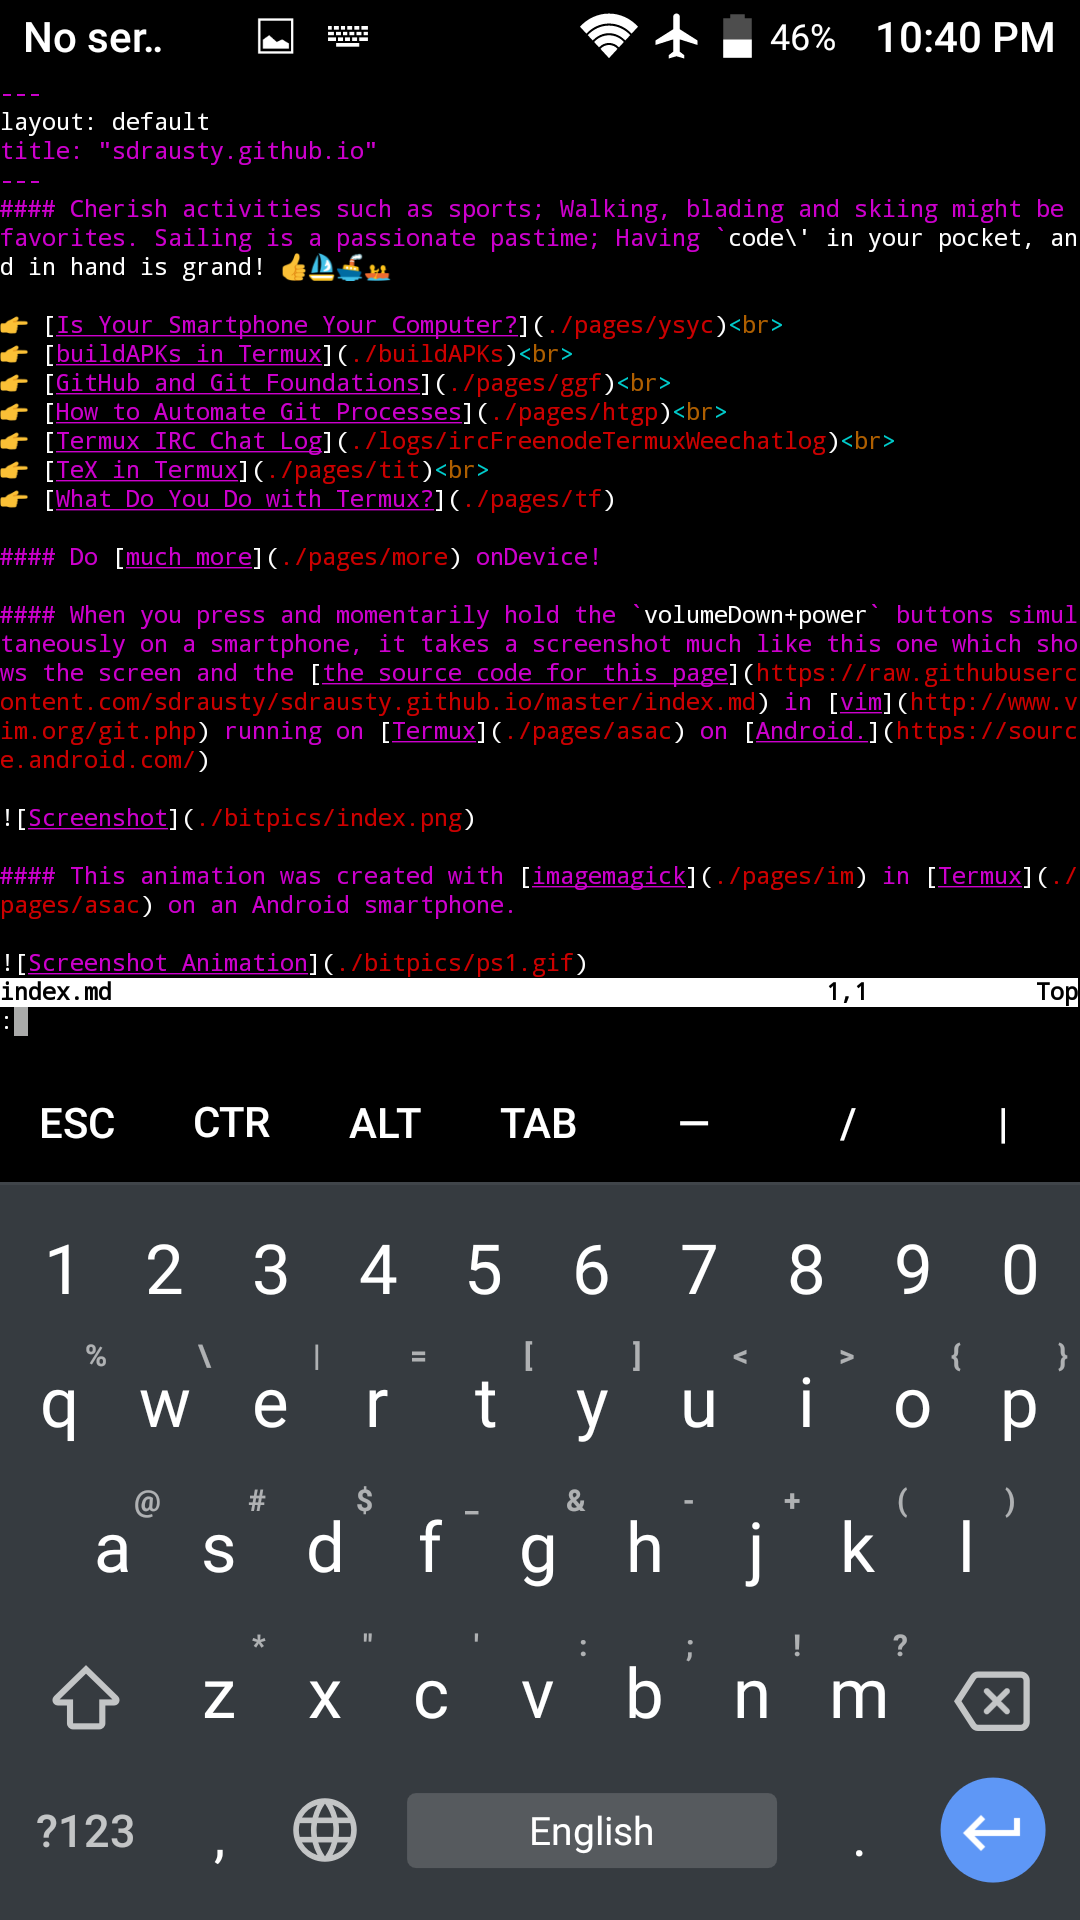 No ser.. 46% 10:40 PM
---
layout: default
title: "sdrausty.github.io"
---
#### Cherish activities such as sports; Walking, blading and skiing might be
favorites. Sailing is a passionate pastime; Having `code\' in your pocket, an
d in hand is grand! 👍⛵🚤🚣
👉 [Is Your Smartphone Your Computer?](./pages/ysyc)<br>
👉 [buildAPKs in Termux](./buildAPKs)<br>
👉 [GitHub and Git Foundations](./pages/ggf)<br>
👉 [How to Automate Git Processes](./pages/htgp)<br>
👉 [Termux IRC Chat Log](./logs/ircFreenodeTermuxWeechatlog)<br>
👉 [TeX in Termux](./pages/tit)<br>
👉 [What Do You Do with Termux?](./pages/tf)
#### Do [much more](./pages/more) onDevice!
#### When you press and momentarily hold the `volumeDown+power` buttons simul
taneously on a smartphone, it takes a screenshot much like this one which sho
ws the screen and the [the source code for this page](https://raw.githubuserc
ontent.com/sdrausty/sdrausty.github.io/master/index.md) in [vim](http://www.v
im.org/git.php) running on [Termux](./pages/asac) on [Android.](https://sourc
e.android.com/)
![Screenshot](./bitpics/index.png)
#### This animation was created with [imagemagick](./pages/im) in [Termux](./
pages/asac) on an Android smartphone.
![Screenshot Animation](./bitpics/ps1.gif)
index.md 1,1 Top
:
ESC CTR ALT TAB — / |
1 2 3 4 5 6 7 8 9 0
% \ | = [ ] < > { }
q w e r t y u i o p
@ # $ _ & - + ( )
a s d f g h j k l
* " ' : ; ! ?
z x c v b n m
?123 , English .